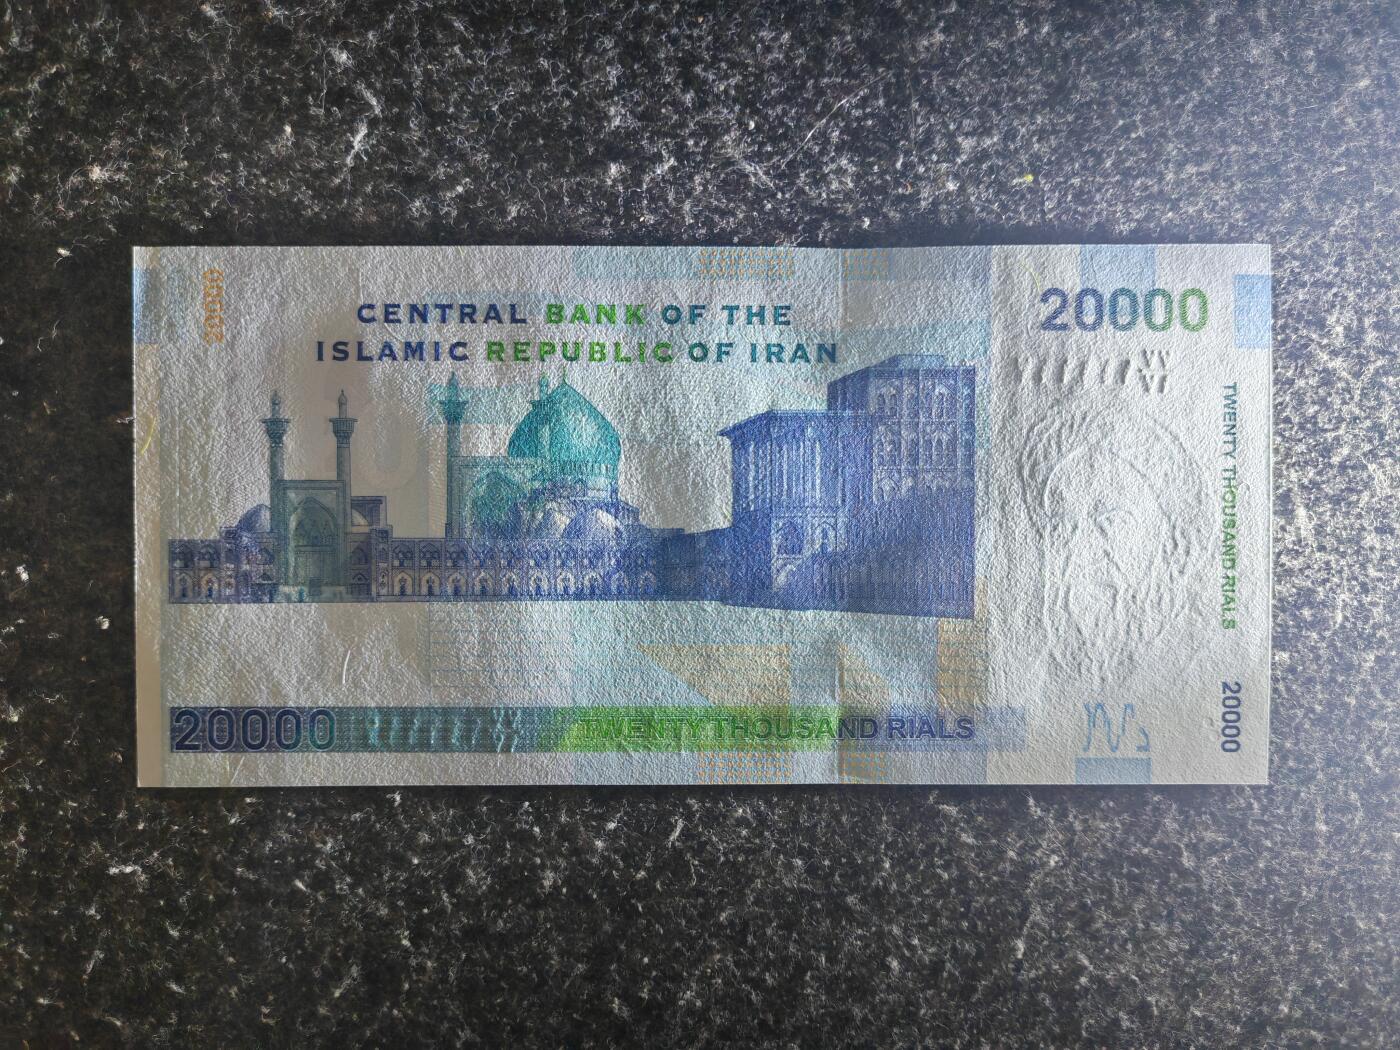 20000
CENTRAL BANK OF THE
ISLAMIC REPUBLIC OF IRAN
20000
TWENTY THOUSAND RIALS
20000
20000
TWENTY THOUSAND RIALS